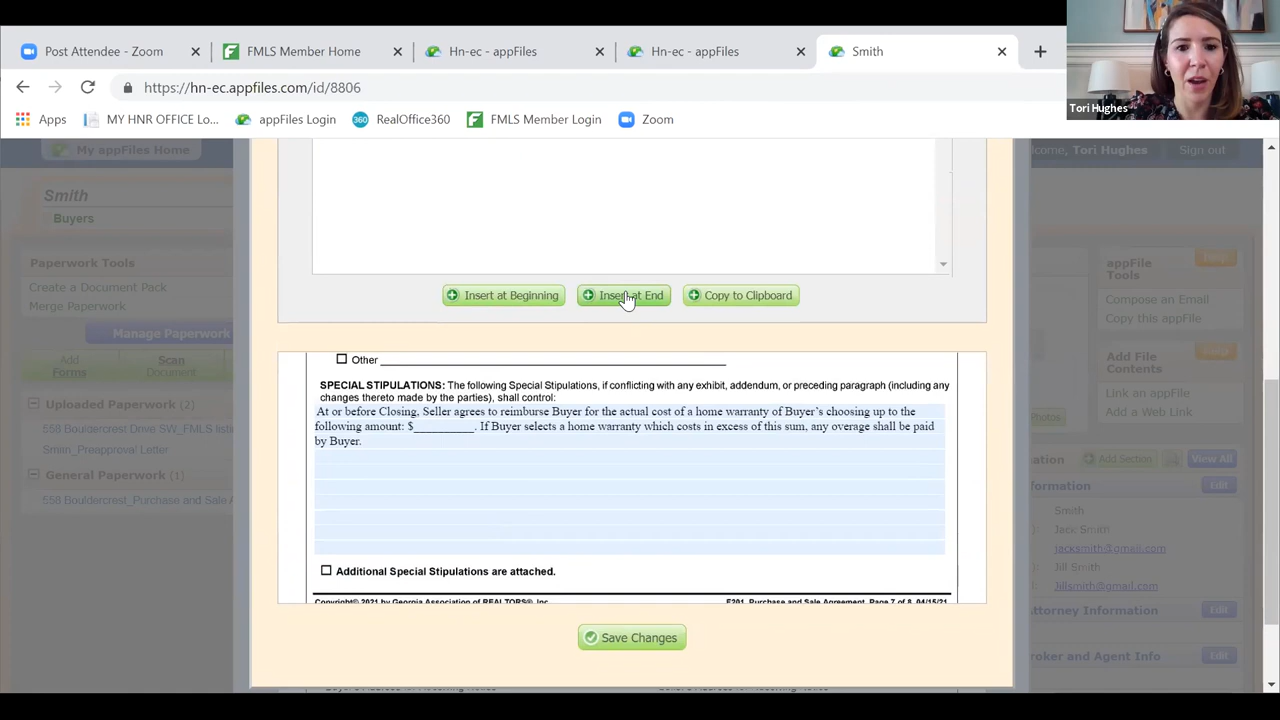 Post Attendee - Zoom
FMLS Member Home
Hn-ec - appFiles
Hn-ec - appFiles
Smith
Tori Hughes
https://hn-ec.appfiles.com/id/8806
Apps
MY HNR OFFICE Lo...
appFiles Login
RealOffice360
FMLS Member Login
Zoom
My appFiles Home
Tori Hughes
Sign out
Smith
Buyers
Paperwork Tools
Create a Document Pack
Merge Paperwork
Manage Paperwork
Add Forms
Scan Document
Uploaded Paperwork (2)
558 Bouldercrest Drive SW_FMLS listi
Smith_Preapproval Letter
General Paperwork (1)
558 Bouldercrest_Purchase and Sale A
Insert at Beginning
Insert at End
Copy to Clipboard
Other
SPECIAL STIPULATIONS: The following Special Stipulations, if conflicting with any exhibit, addendum, or preceding paragraph (including any
changes thereto made by the parties), shall control:
At or before Closing, Seller agrees to reimburse Buyer for the actual cost of a home warranty of Buyer's choosing up to the
following amount: $__________. If Buyer selects a home warranty which costs in excess of this sum, any overage shall be paid
by Buyer.
Additional Special Stipulations are attached.
Copyright© 2021 by Georgia Association of REALTORS®, Inc.
F201, Purchase and Sale Agreement, Page 7 of 8, 04/15/21
Save Changes
appFile
Tools
Compose an Email
Copy this appFile
Add File
Contents
Link an appFile
Add a Web Link
Photos
Add Section
View All
Edit
Smith
Jack Smith
jacksmith@gmail.com
Jill Smith
Jillsmith@gmail.com
Attorney Information
Edit
roker and Agent Info
Edit